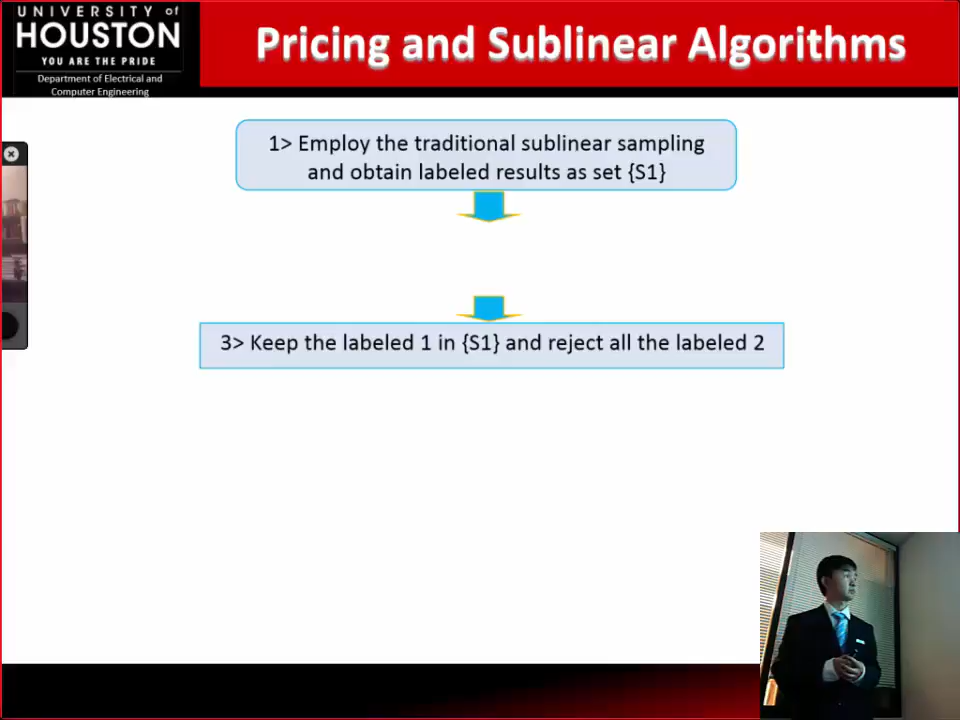 UNIVERSITY of
HOUSTON
YOU ARE THE PRIDE
Department of Electrical and
Computer Engineering
Pricing and Sublinear Algorithms
1> Employ the traditional sublinear sampling
and obtain labeled results as set {S1}
3> Keep the labeled 1 in {S1} and reject all the labeled 2